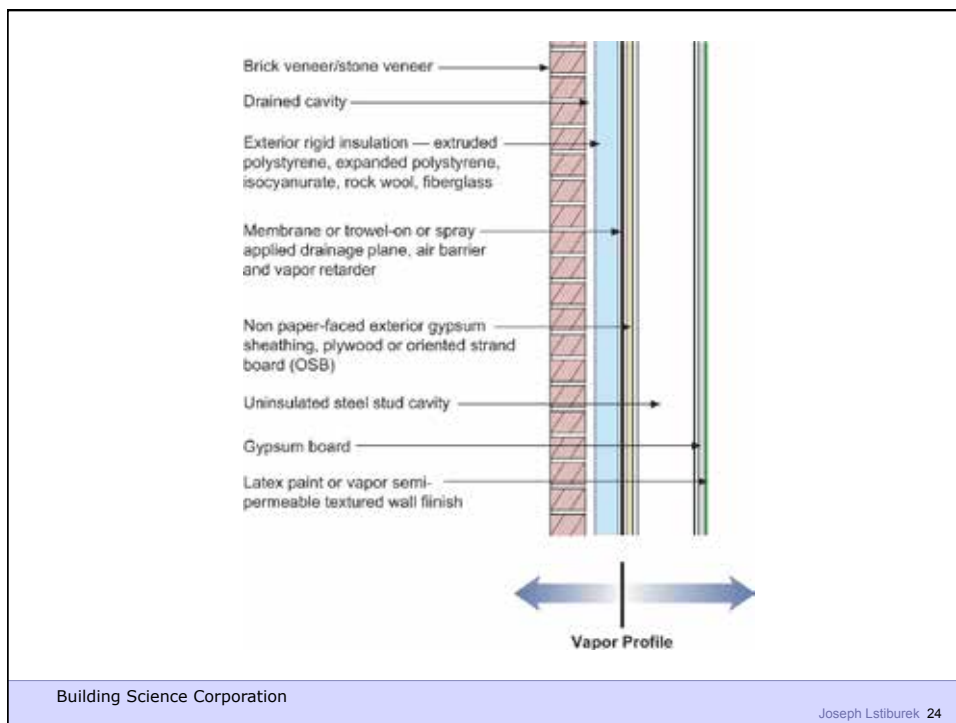 Brick veneer/stone veneer
Drained cavity
Exterior rigid insulation — extruded
polystyrene, expanded polystyrene,
isocyanurate, rock wool, fiberglass
Membrane or trowel-on or spray
applied drainage plane, air barrier
and vapor retarder
Non paper-faced exterior gypsum
sheathing, plywood or oriented strand
board (OSB)
Uninsulated steel stud cavity
Gypsum board
Latex paint or vapor semi-
permeable textured wall fiinish
Vapor Profile
Building Science Corporation
Joseph Lstiburek 24